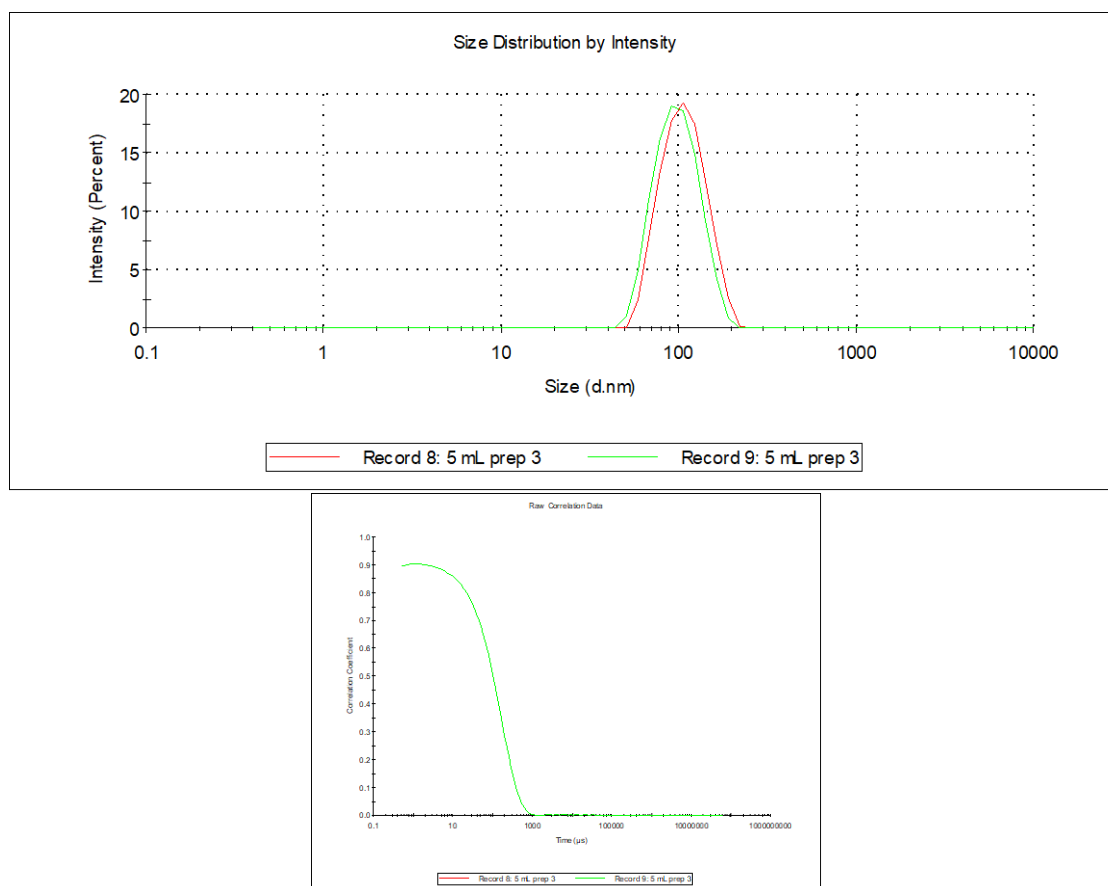 Size Distribution by Intensity
Intensity (Percent)
20
15
10
5
0
0.1 1 10 100 1000 10000
Size (d.nm)
Record 8: 5 mL prep 3 Record 9: 5 mL prep 3
Raw Correlation Data
Correlation Coefficient
1.0
0.9
0.8
0.7
0.6
0.5
0.4
0.3
0.2
0.1
0.0
0.1 10 1000 100000 10000000 1000000000
Time (µs)
Record 8: 5 mL prep 3 Record 9: 5 mL prep 3